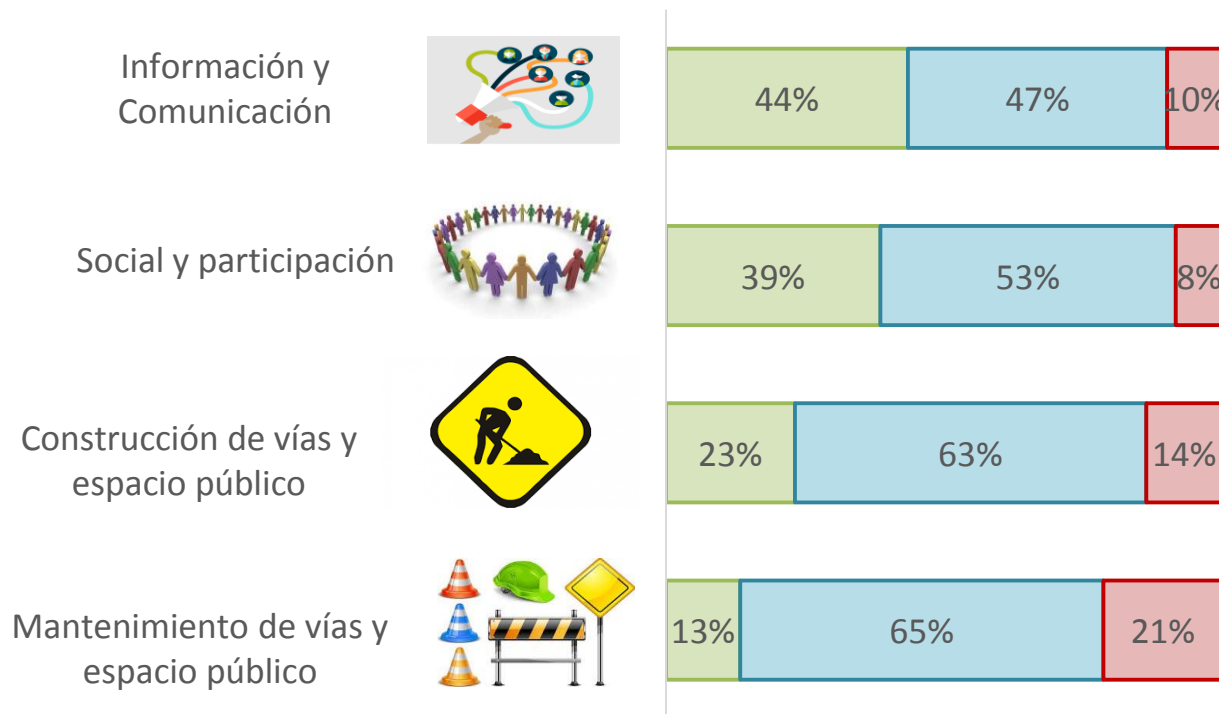 Información y
Comunicación
44% 47% 10%
Social y participación
39% 53% 8%
Construcción de vías y
espacio público
23% 63% 14%
Mantenimiento de vías y
espacio público
13% 65% 21%